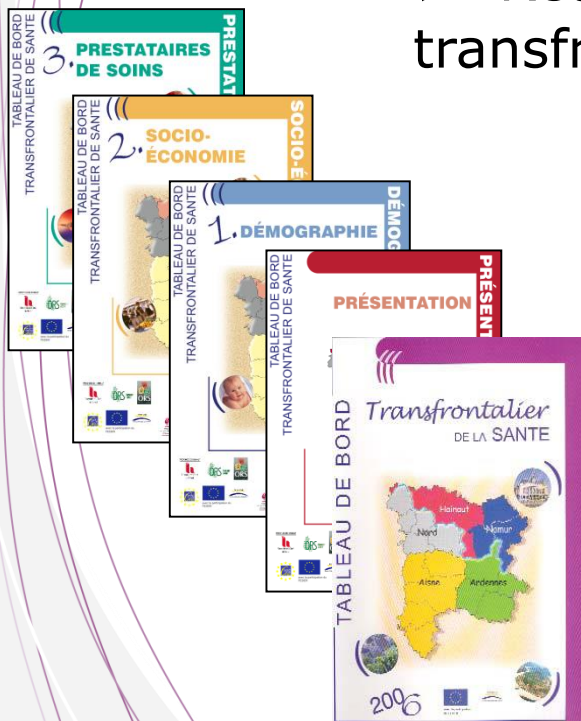 transfr
TABLEAU DE BORD
TRANSFRONTALIER DE SANTE
3. PRESTATAIRES
DE SOINS
PRESTA
TABLEAU DE BORD
TRANSFRONTALIER DE SANTE
2. SOCIO-
ÉCONOMIE
SOCIO-É
TABLEAU DE BORD
TRANSFRONTALIER DE SANTE
1. DÉMOGRAPHIE
DÉMOG
TABLEAU DE BORD
TRANSFRONTALIER DE SANTE
PRÉSENTATION
PRÉSENT
TABLEAU DE BORD
Transfrontalier
DE LA SANTE
Hainaut
Nord
Namur
Aisne
Ardennes
2006